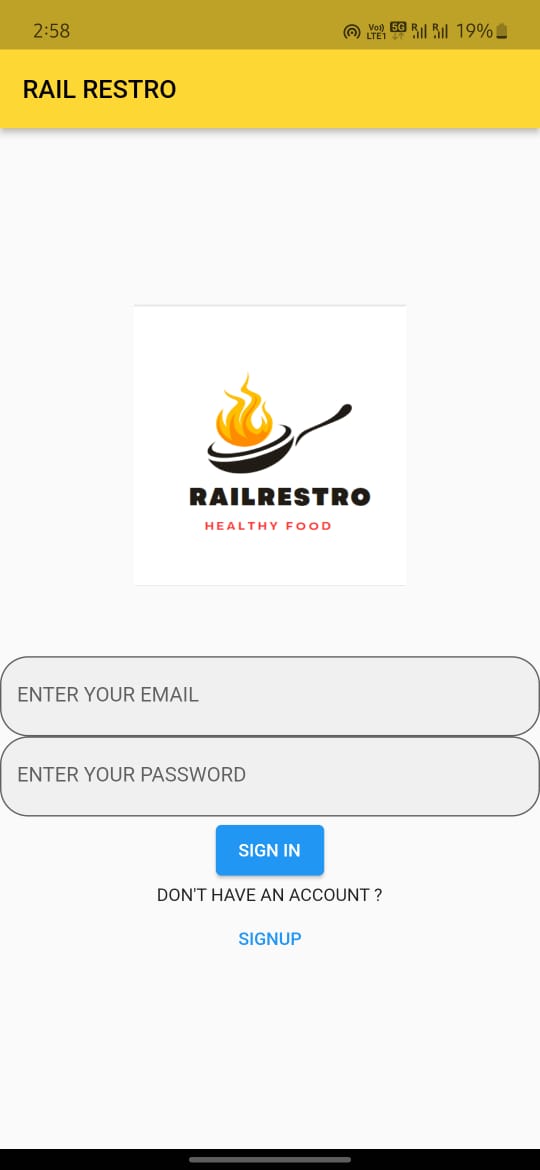 2:58
Vo)) LTE1 5G R R 19%
RAIL RESTRO
RAILRESTRO
HEALTHY FOOD
ENTER YOUR EMAIL
ENTER YOUR PASSWORD
SIGN IN
DON'T HAVE AN ACCOUNT ?
SIGNUP